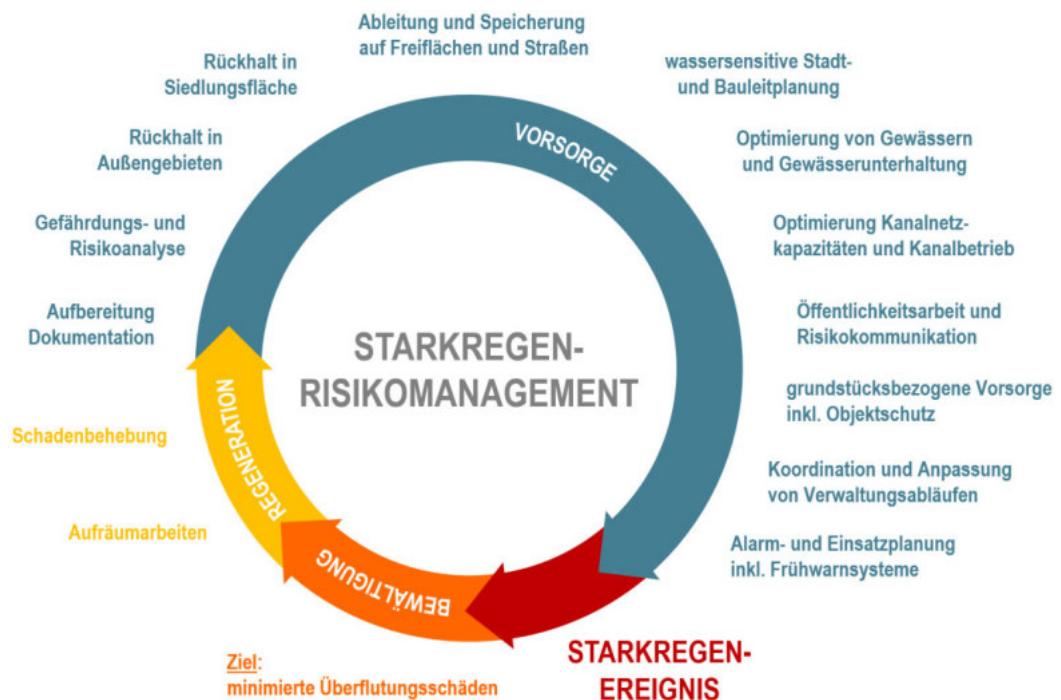 STARKREGEN-
RISIKOMANAGEMENT
VORSORGE
Aufbereitung
Dokumentation
Gefährdungs- und
Risikoanalyse
Rückhalt in
Außengebieten
Rückhalt in
Siedlungsfläche
Ableitung und Speicherung
auf Freiflächen und Straßen
wassersensitive Stadt-
und Bauleitplanung
Optimierung von Gewässern
und Gewässerunterhaltung
Optimierung Kanalnetz-
kapazitäten und Kanalbetrieb
Öffentlichkeitsarbeit und
Risikokommunikation
grundstücksbezogene Vorsorge
inkl. Objektschutz
Koordination und Anpassung
von Verwaltungsabläufen
Alarm- und Einsatzplanung
inkl. Frühwarnsysteme
STARKREGEN-
EREIGNIS
BEWÄLTIGUNG
Ziel:
minimierte Überflutungsschäden
REGENERATION
Aufräumarbeiten
Schadenbehebung